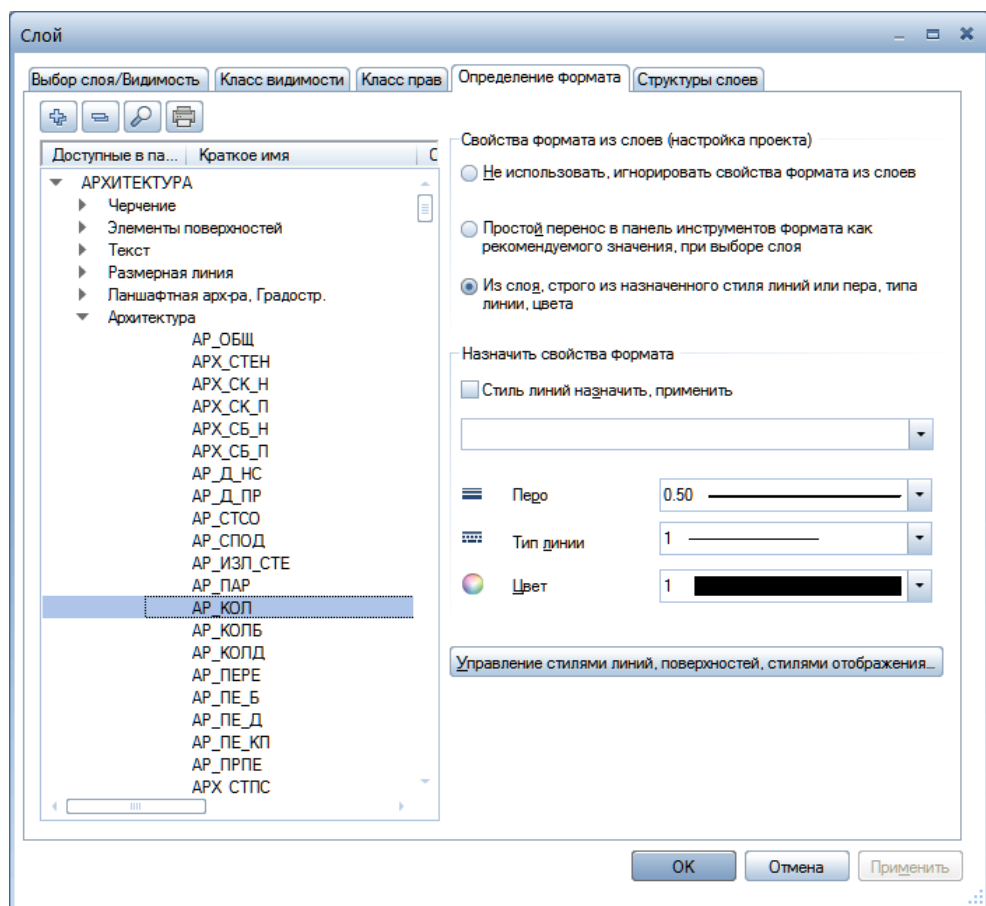 Слой
Выбор слоя/Видимость
Класс видимости
Класс прав
Определение формата
Структуры слоев
Доступные в па...
Краткое имя
С
АРХИТЕКТУРА
Черчение
Элементы поверхностей
Текст
Размерная линия
Ланшафтная арх-ра, Градостр.
Архитектура
АР_ОБЩ
АРХ_СТЕН
АРХ_СК_Н
АРХ_СК_П
АРХ_СБ_Н
АРХ_СБ_П
АР_Д_НС
АР_Д_ПР
АР_СТСО
АР_СПОД
АР_ИЗЛ_СТЕ
АР_ПАР
АР_КОЛ
АР_КОЛБ
АР_КОЛД
АР_ПЕРЕ
АР_ПЕ_Б
АР_ПЕ_Д
АР_ПЕ_КП
АР_ПРПЕ
АРХ_СТПС
Свойства формата из слоев (настройка проекта)
Не использовать, игнорировать свойства формата из слоев
Простой перенос в панель инструментов формата как
рекомендуемого значения, при выборе слоя
Из слоя, строго из назначенного стиля линий или пера, типа
линии, цвета
Назначить свойства формата
Стиль линий назначить, применить
Перо
0.50
Тип линии
1
Цвет
1
Управление стилями линий, поверхностей, стилями отображения...
OK
Отмена
Применить